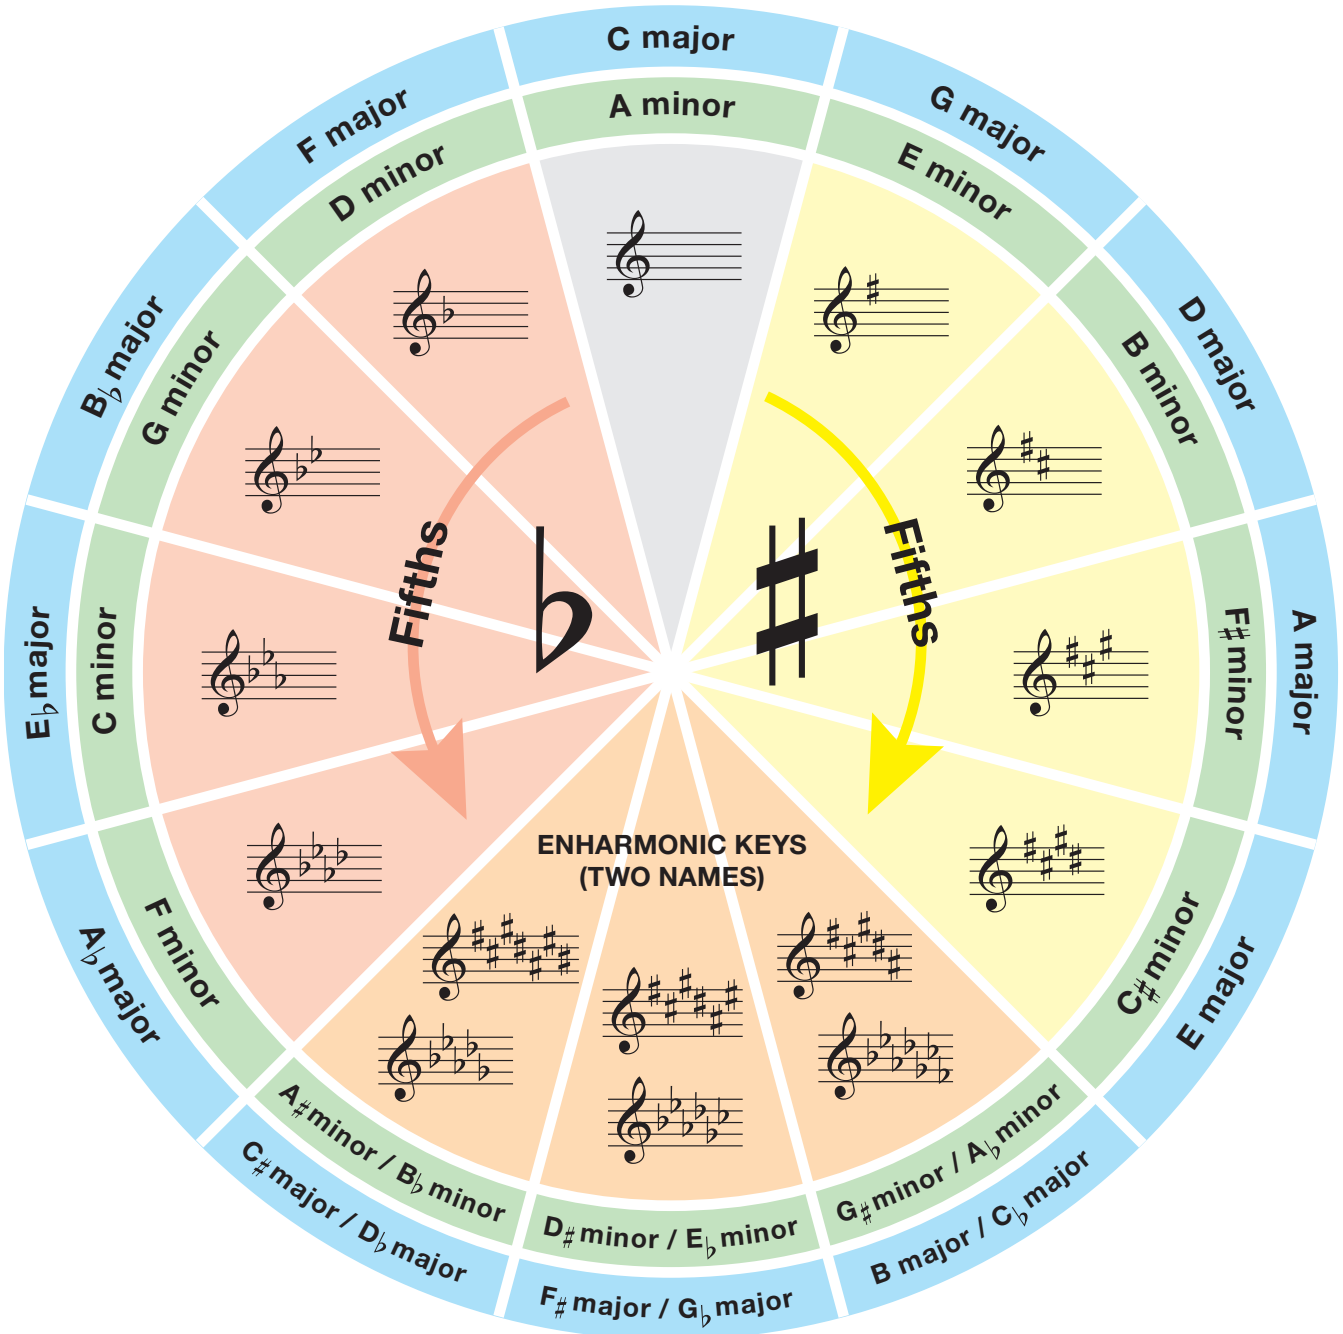 C major
G major
D major
A major
E major
B major / C♭ major
F♯ major / G♭ major
C♯ major / D♭ major
A♭ major
E♭ major
B♭ major
F major
A minor
E minor
B minor
F♯ minor
C♯ minor
G♯ minor / A♭ minor
D♯ minor / E♭ minor
A♯ minor / B♭ minor
F minor
C minor
G minor
D minor
Fifths
♭
♯
Fifths
ENHARMONIC KEYS
(TWO NAMES)